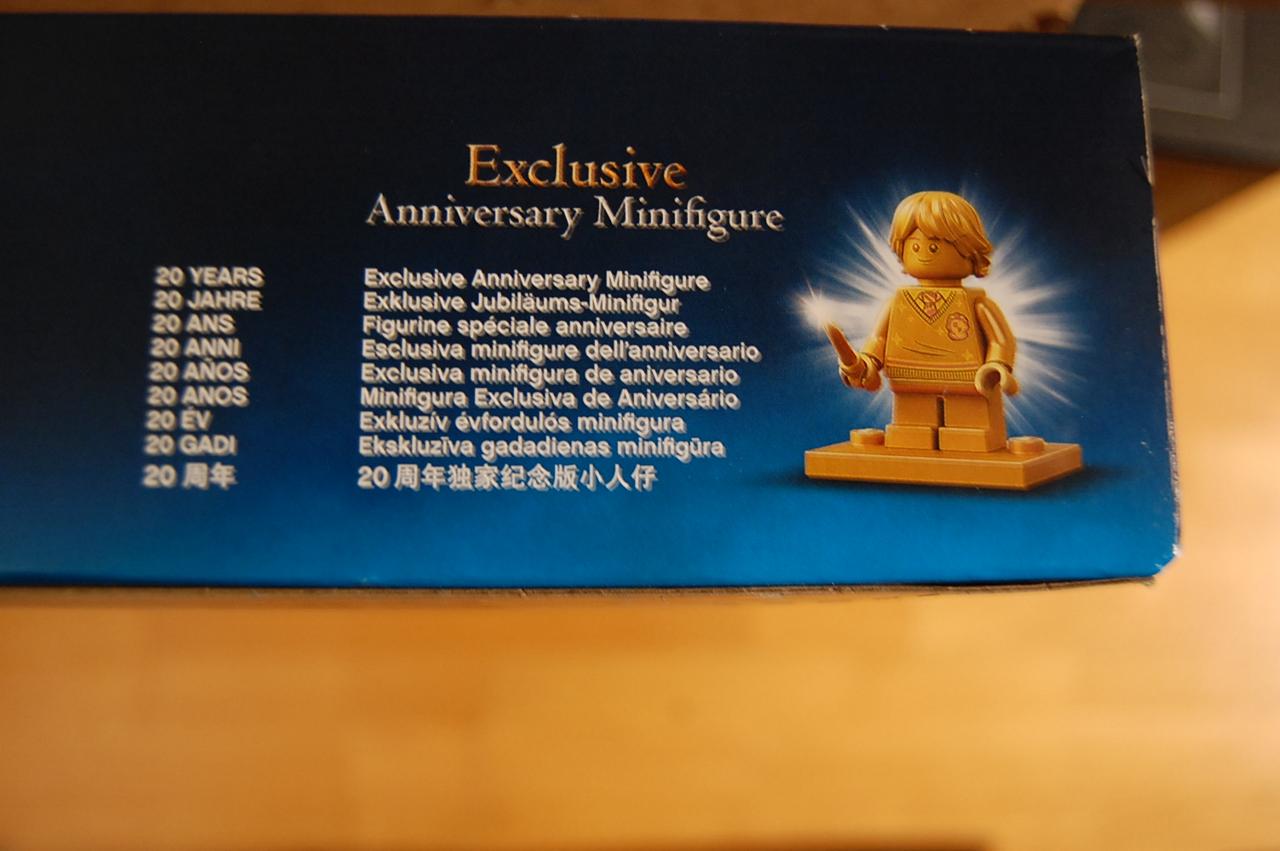 Exclusive
Anniversary Minifigure
20 YEARS Exclusive Anniversary Minifigure
20 JAHRE Exklusive Jubiläums-Minifigur
20 ANS Figurine spéciale anniversaire
20 ANNI Esclusiva minifigure dell'anniversario
20 AÑOS Exclusiva minifigura de aniversario
20 ANOS Minifigura Exclusiva de Aniversário
20 ÉV Exkluzív évfordulós minifigura
20 GADI Ekskluzīva gadadienas minifigūra
20 周年 20 周年独家纪念版小人仔